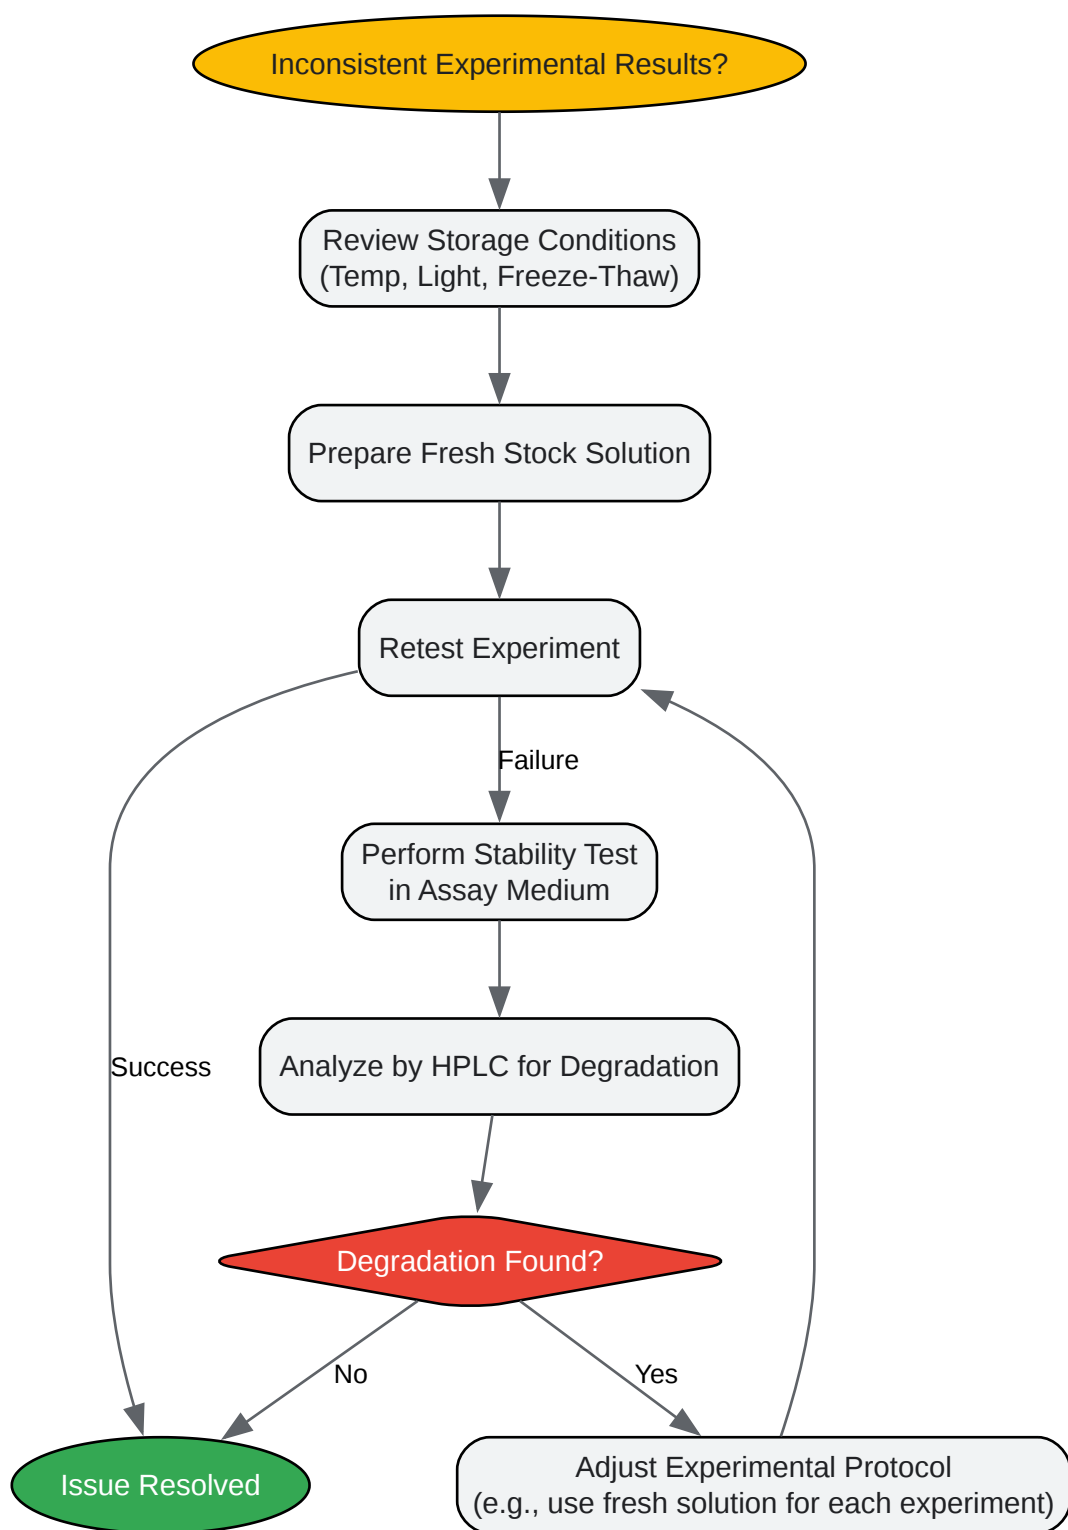 Inconsistent Experimental Results?
Review Storage Conditions
(Temp, Light, Freeze-Thaw)
Prepare Fresh Stock Solution
Retest Experiment
Failure
Perform Stability Test
in Assay Medium
Success
Analyze by HPLC for Degradation
Degradation Found?
No
Yes
Issue Resolved
Adjust Experimental Protocol
(e.g., use fresh solution for each experiment)